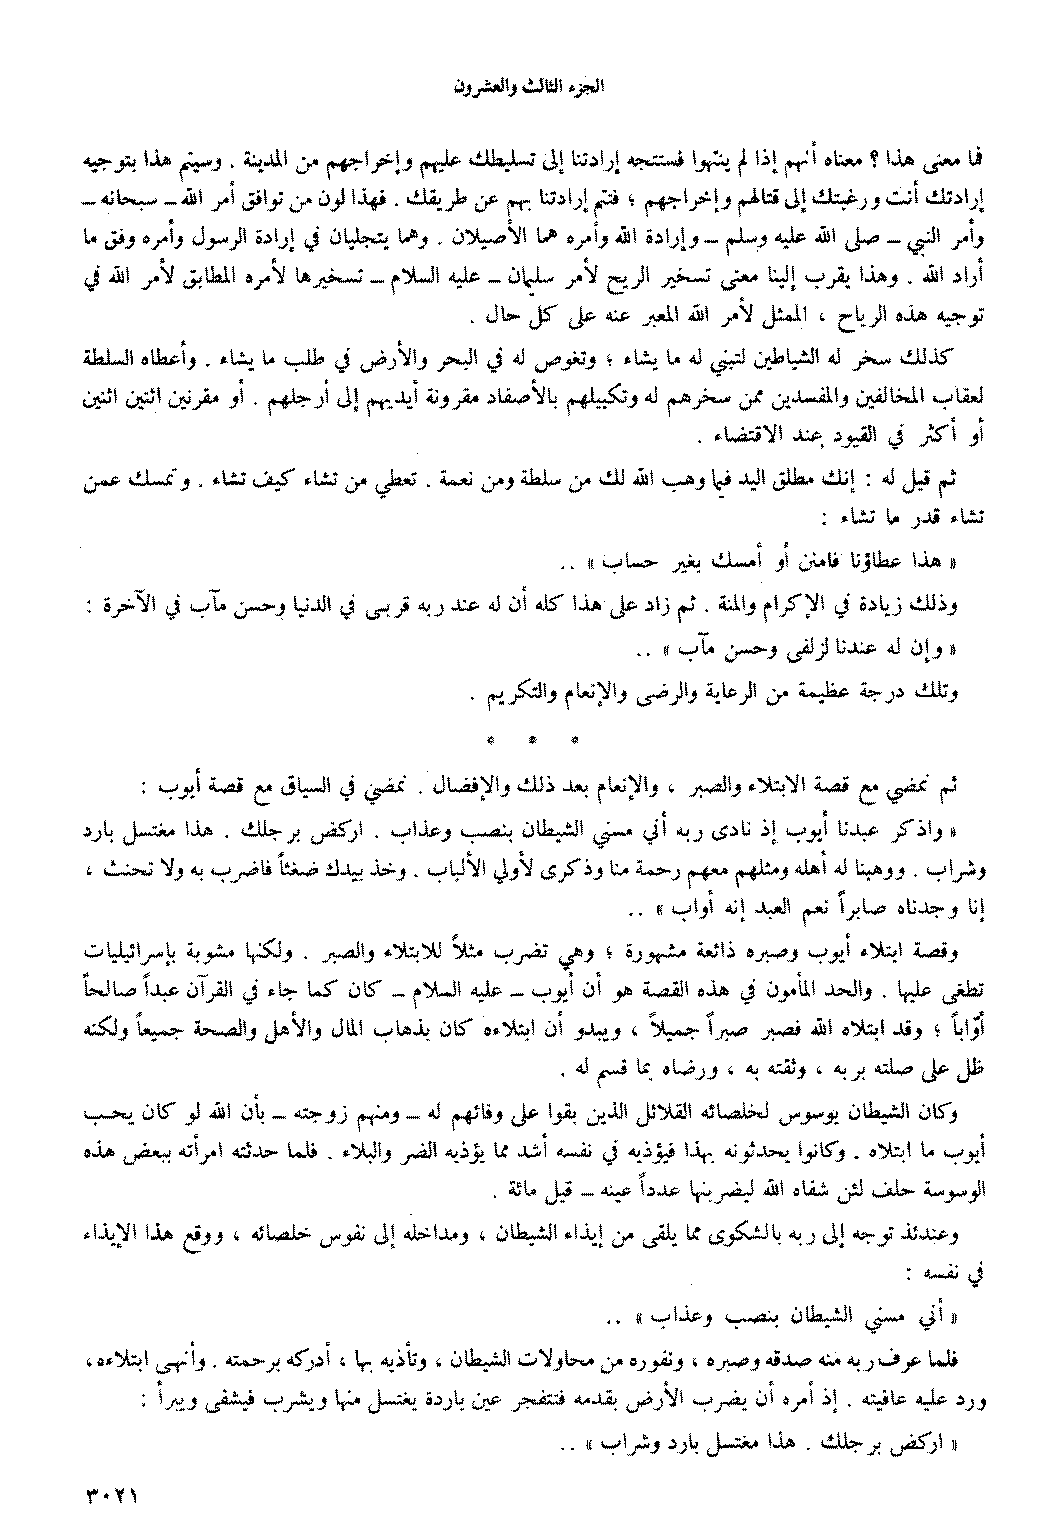 الجزء الثالث والعشرون
فما معنى هذا ؟ معناه أنهم إذا لم ينتهوا فستتجه إرادتنا إلى تسليطك عليهم وإخراجهم من المدينة . وسيتم هذا بتوجيه
إرادتك أنت ورغبتك إلى قتالهم وإخراجهم ؛ فتتم إرادتنا بهم عن طريقك . فهذا لون من توافق أمر الله – سبحانه –
وأمر النبي – صلى الله عليه وسلم – وإرادة الله وأمره هما الأصيلان . وهما يتجليان في إرادة الرسول وأمره وفق ما
أراد الله . وهذا يقرب إلينا معنى تسخير الريح لأمر سليمان – عليه السلام – تسخيرها لأمره المطابق لأمر الله في
توجيه هذه الرياح ، الممثل لأمر الله المعبر عنه على كل حال .
كذلك سخر له الشياطين لتبني له ما يشاء ؛ وتغوص له في البحر والأرض في طلب ما يشاء . وأعطاه السلطة
لعقاب المخالفين والمفسدين ممن سخرهم له وتكبيلهم بالأصفاد مقرونة أيديهم إلى أرجلهم . أو مقرنين اثنين اثنين
أو أكثر في القيود عند الاقتضاء .
ثم قيل له : إنك مطلق اليد فيما وهب الله لك من سلطة ومن نعمة . تعطي من تشاء كيف تشاء . وتمسك عمن
تشاء قدر ما تشاء :
« هذا عطاؤنا فامنن أو أمسك بغير حساب » ..
وذلك زيادة في الإكرام والمنة . ثم زاد على هذا كله أن له عند ربه قربى في الدنيا وحسن مآب في الآخرة :
« وإن له عندنا لزلفى وحسن مآب » ..
وتلك درجة عظيمة من الرعاية والرضى والإنعام والتكريم .
* * *
ثم نمضي مع قصة الابتلاء والصبر ، والإنعام بعد ذلك والإفضال . نمضي في السياق مع قصة أيوب :
« واذكر عبدنا أيوب إذ نادى ربه أني مسني الشيطان بنصب وعذاب . اركض برجلك . هذا مغتسل بارد
وشراب . ووهبنا له أهله ومثلهم معهم رحمة منا وذكرى لأولي الألباب . وخذ بيدك ضغثاً فاضرب به ولا تحنث ،
إنا وجدناه صابراً نعم العبد إنه أواب » ..
وقصة ابتلاء أيوب وصبره ذائعة مشهورة ؛ وهي تضرب مثلاً للابتلاء والصبر . ولكنها مشوبة بإسرائيليات
تطغى عليها . والحد المأمون في هذه القصة هو أن أيوب – عليه السلام – كان كما جاء في القرآن عبداً صالحاً
أوّاباً ؛ وقد ابتلاه الله فصبر صبراً جميلاً ، ويبدو أن ابتلاءه كان بذهاب المال والأهل والصحة جميعاً ولكنه
ظل على صلته بربه ، وثقته به ، ورضاه بما قسم له .
وكان الشيطان يوسوس لخلصائه القلائل الذين بقوا على وفائهم له – ومنهم زوجته – بأن الله لو كان يحب
أيوب ما ابتلاه . وكانوا يحدثونه بهذا فيؤذيه في نفسه أشد مما يؤذيه الضر والبلاء . فلما حدثته امرأته ببعض هذه
الوسوسة حلف لئن شفاه الله ليضربنها عدداً عينه – قيل مائة .
وعندئذ توجه إلى ربه بالشكوى مما يلقى من إيذاء الشيطان ، ومداخله إلى نفوس خلصائه ، ووقع هذا الإيذاء
في نفسه :
« أني مسني الشيطان بنصب وعذاب » ..
فلما عرف ربه منه صدقه وصبره ، ونفوره من محاولات الشيطان ، وتأذيه بها ، أدركه برحمته . وأنهى ابتلاءه ،
ورد عليه عافيته . إذ أمره أن يضرب الأرض بقدمه فتتفجر عين باردة يغتسل منها ويشرب فيشفى ويبرأ :
« اركض برجلك . هذا مغتسل بارد وشراب » ..
٣٠٢١